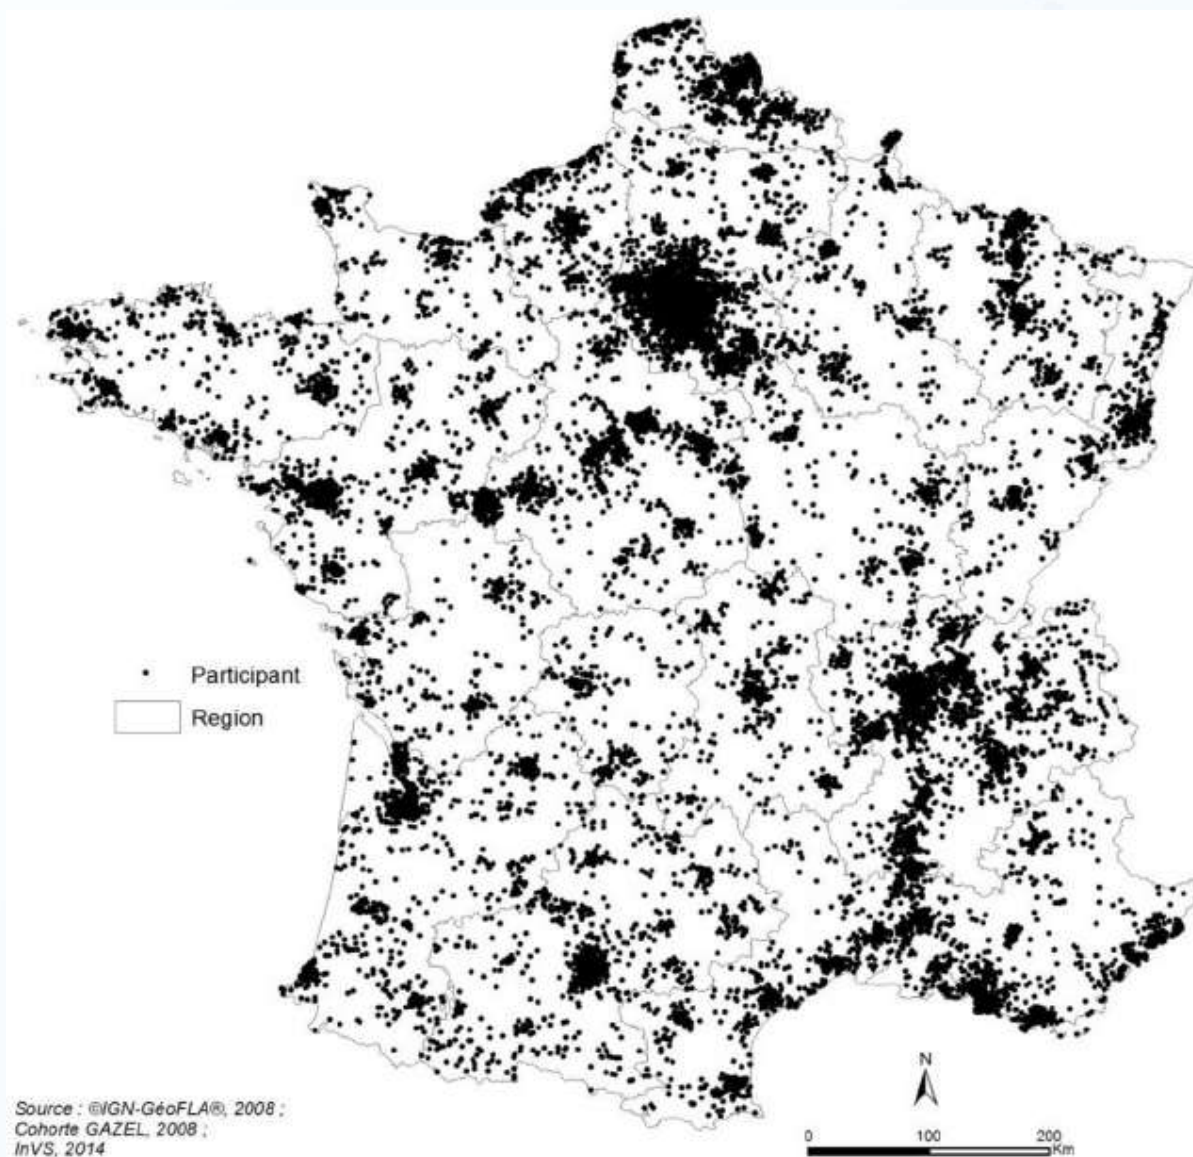 Participant
Region
N
Source : ©IGN-GéoFLA®, 2008 ;
Cohorte GAZEL, 2008 ;
InVS, 2014
0 100 200
Km